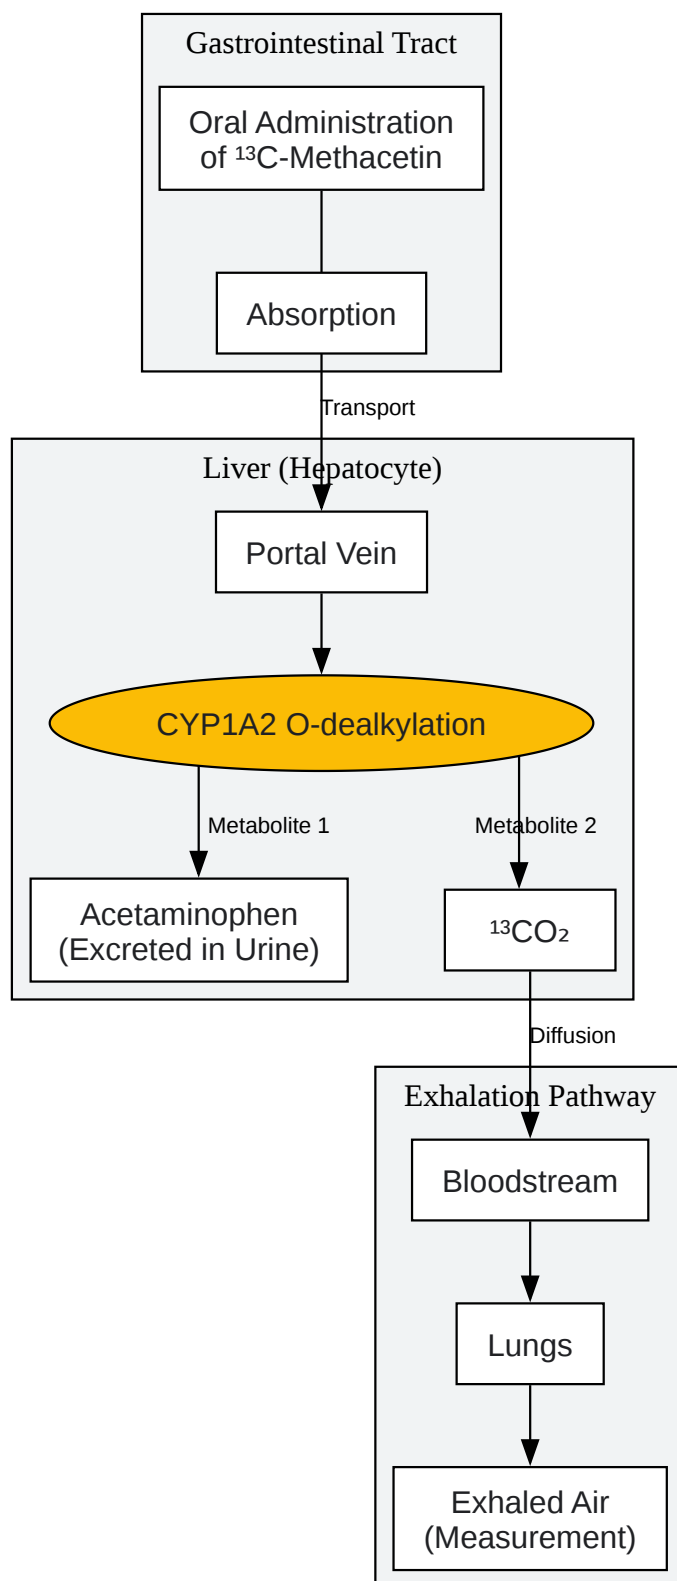 Gastrointestinal Tract
Oral Administration
of ¹³C-Methacetin
Absorption
Transport
Liver (Hepatocyte)
Portal Vein
CYP1A2 O-dealkylation
Metabolite 1
Metabolite 2
Acetaminophen
(Excreted in Urine)
¹³CO₂
Diffusion
Exhalation Pathway
Bloodstream
Lungs
Exhaled Air
(Measurement)